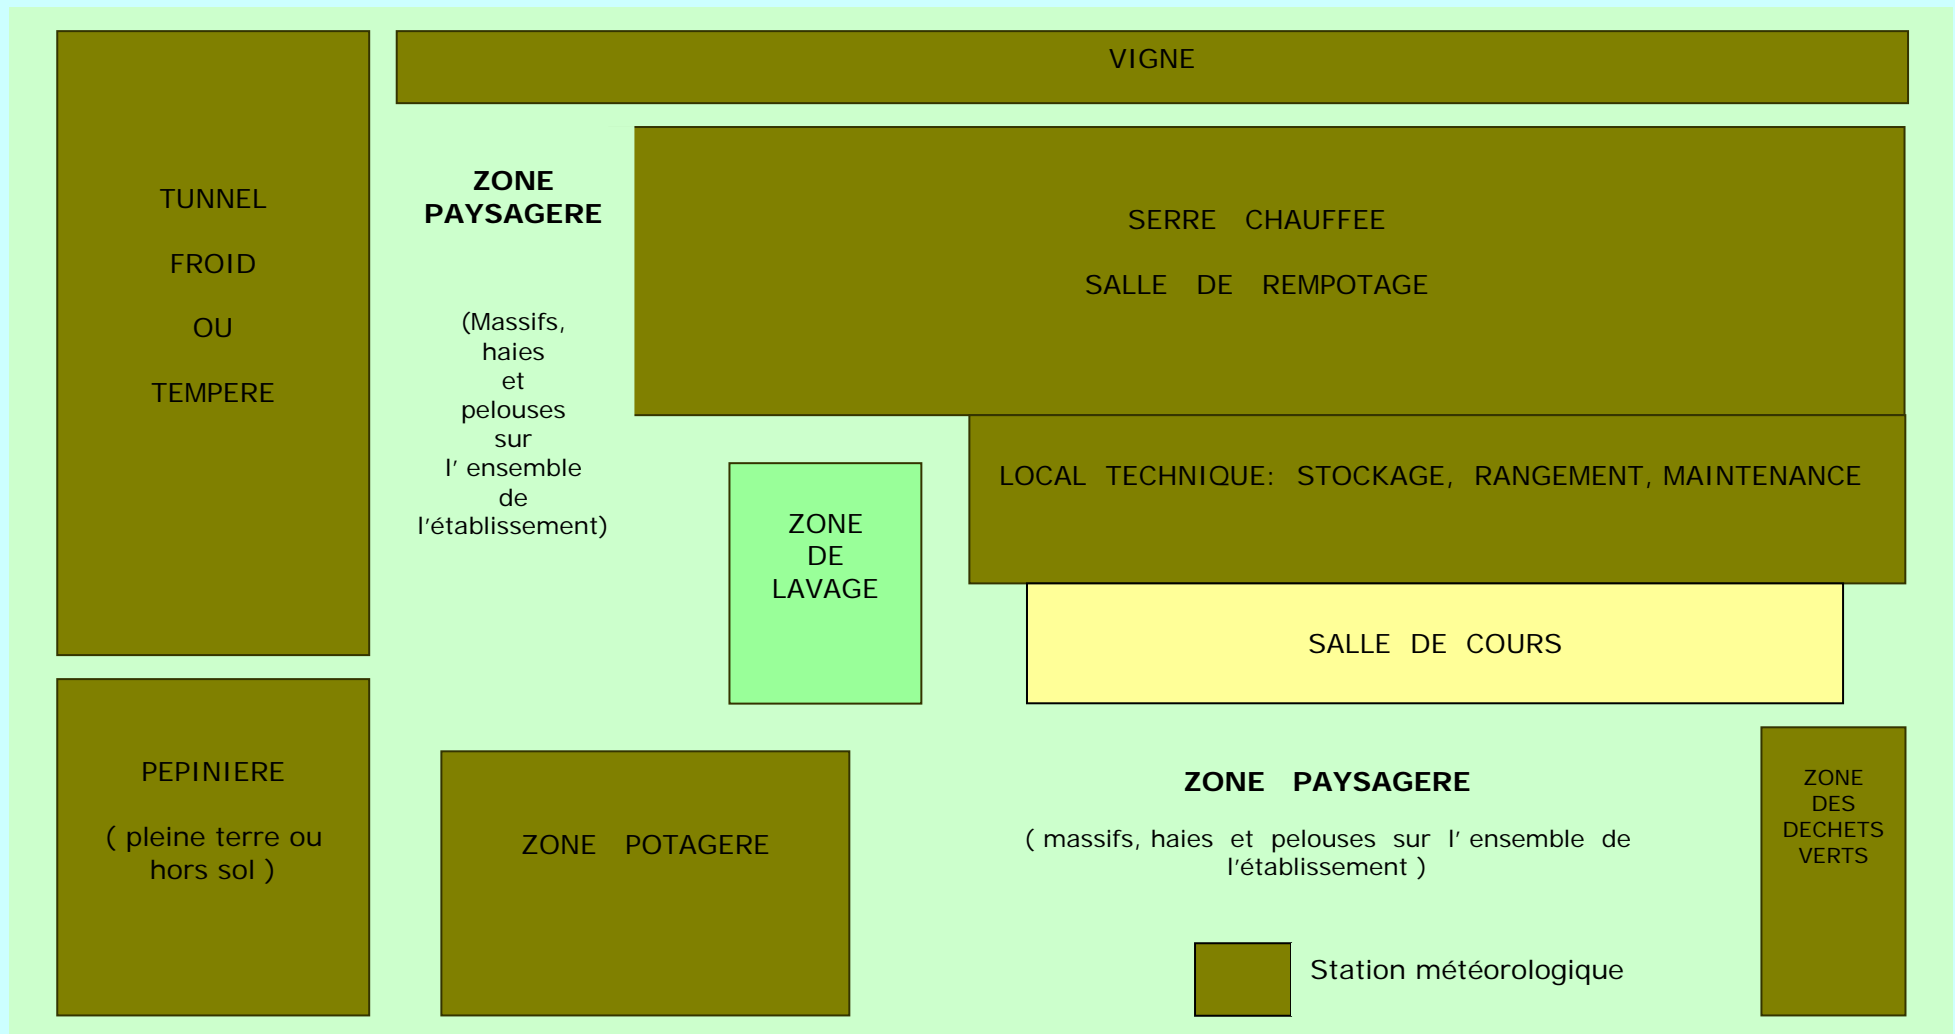 VIGNE
TUNNEL
FROID
OU
TEMPERE
ZONE
PAYSAGERE
(Massifs,
haies
et
pelouses
sur
l' ensemble
de
l'établissement)
SERRE CHAUFFEE
SALLE DE REMPOTAGE
LOCAL TECHNIQUE: STOCKAGE, RANGEMENT, MAINTENANCE
ZONE
DE
LAVAGE
SALLE DE COURS
PEPINIERE
( pleine terre ou
hors sol )
ZONE POTAGERE
ZONE PAYSAGERE
( massifs, haies et pelouses sur l' ensemble de
l'établissement )
ZONE
DES
DECHETS
VERTS
Station météorologique